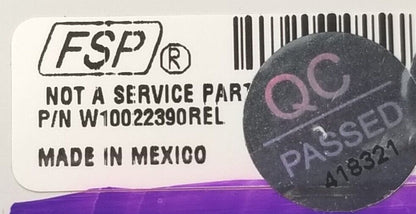 FSP®
NOT A SERVICE PART
P/N W10022390REL
MADE IN MEXICO
QC
PASSED
418321